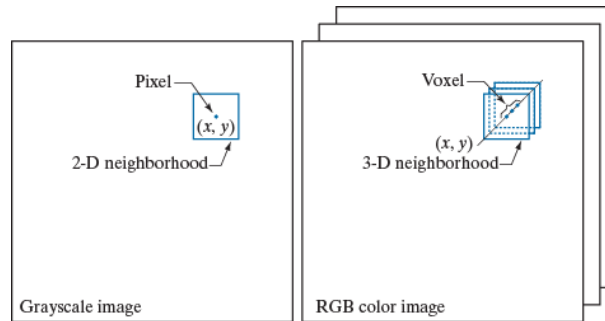 Pixel
(x, y)
2-D neighborhood
Grayscale image
Voxel
(x, y)
3-D neighborhood
RGB color image